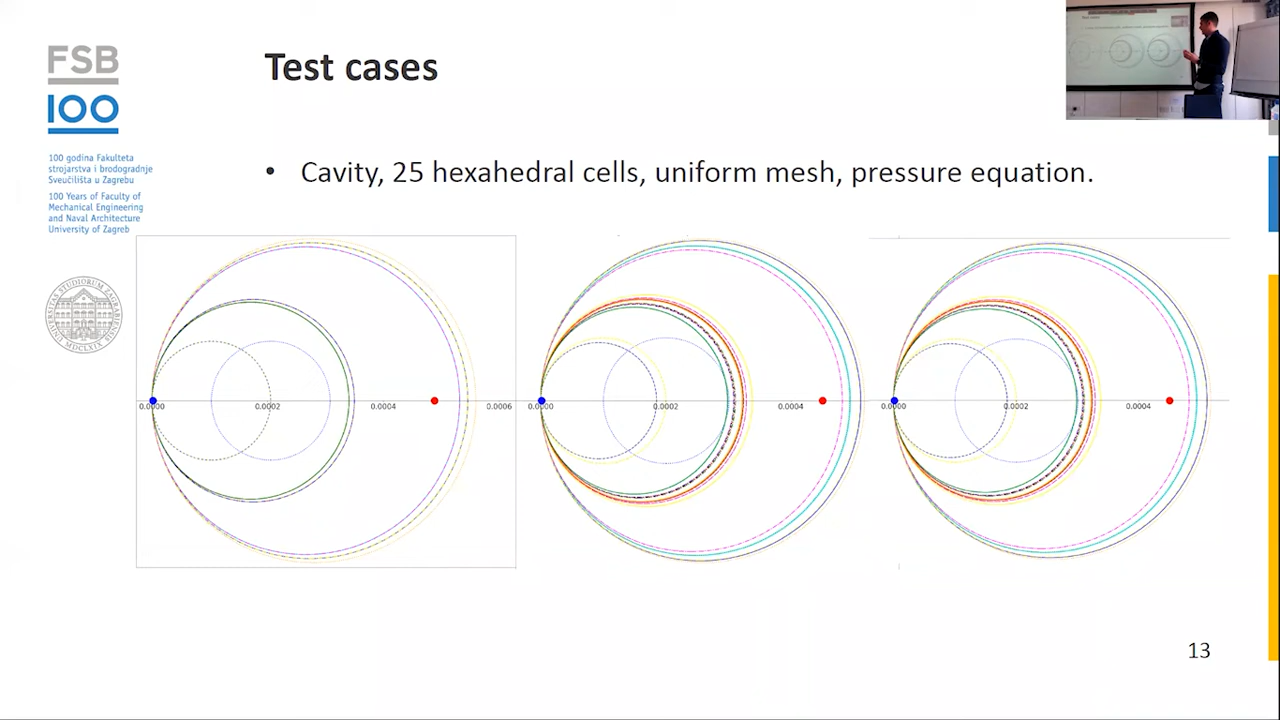 FSB
100
100 godina Fakulteta
strojarstva i brodogradnje
Sveučilišta u Zagrebu
100 Years of Faculty of
Mechanical Engineering
and Naval Architecture
University of Zagreb
Test cases
• Cavity, 25 hexahedral cells, uniform mesh, pressure equation.
0.0000 0.0002 0.0004 0.0006
0.0000 0.0002 0.0004
0.0000 0.0002 0.0004
13